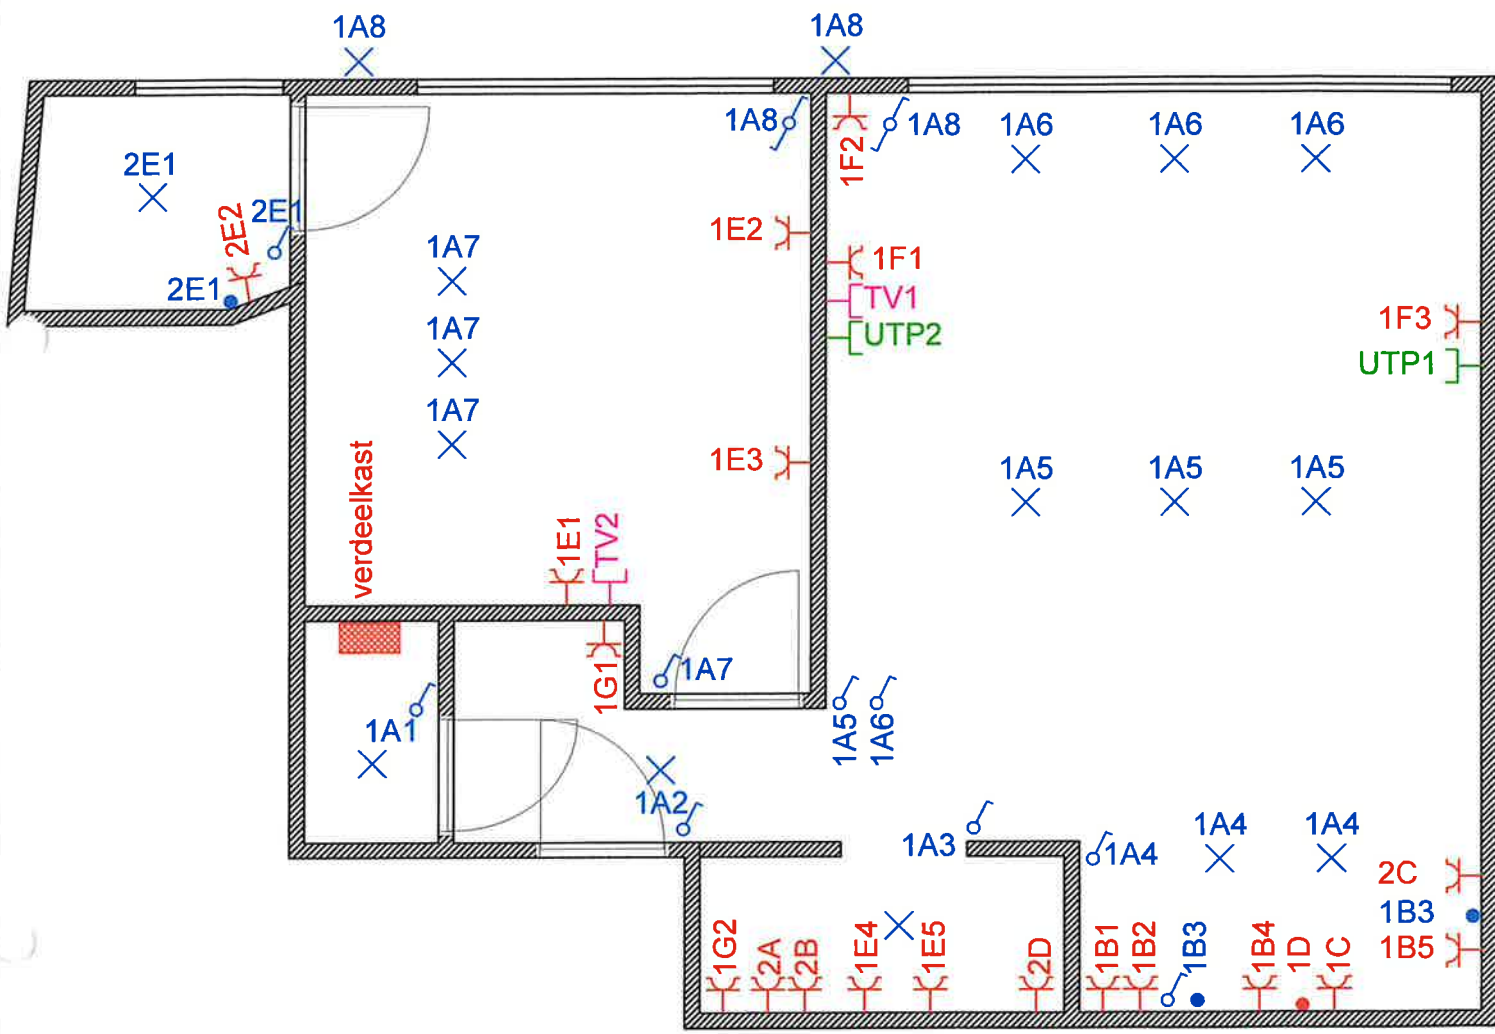 1A8
1A8
1A8
1F2
1A8
1A6
1A6
1A6
2E1
2E2
2E1
2E1
1A7
1A7
1A7
1E2
1F1
TV1
UTP2
1F3
UTP1
verdeelkast
1E3
1A5
1A5
1A5
1E1
TV2
1G1
1A7
1A1
1A2
1A5
1A6
1A3
1A4
1A4
1A4
2C
1B3
1B5
1G2
2A
2B
1E4
1E5
2D
1B1
1B2
1B3
1B4
1D
1C